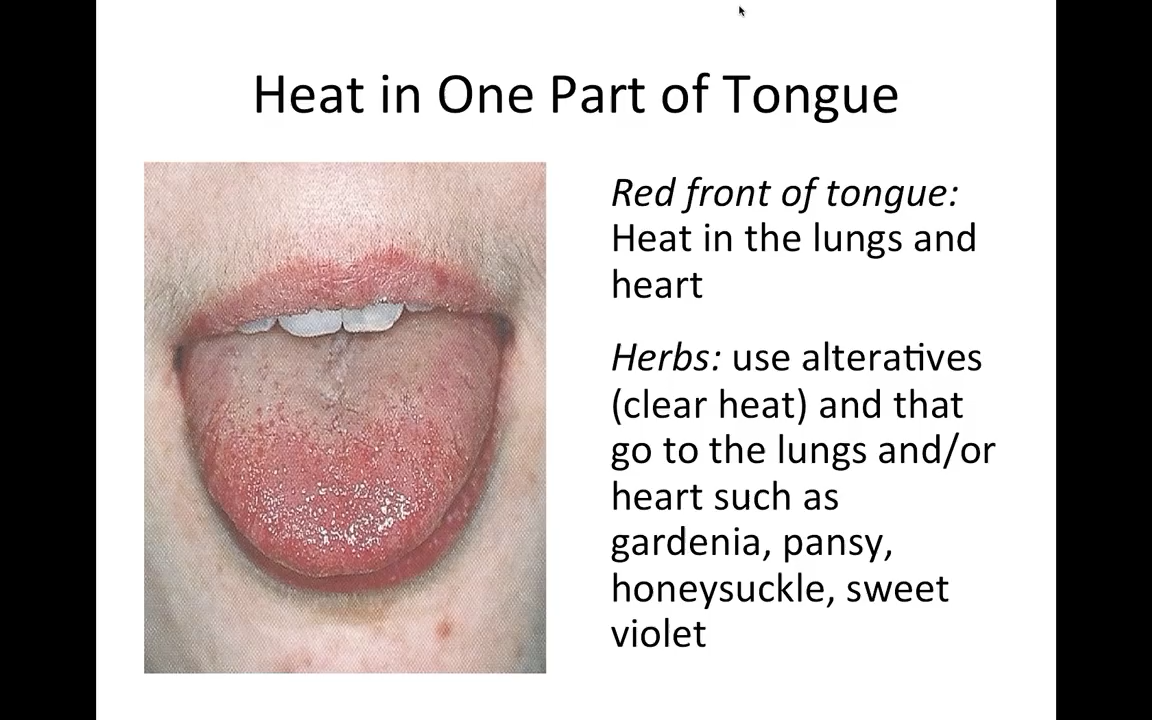 Heat in One Part of Tongue
Red front of tongue:
Heat in the lungs and
heart
Herbs: use alteratives
(clear heat) and that
go to the lungs and/or
heart such as
gardenia, pansy,
honeysuckle, sweet
violet